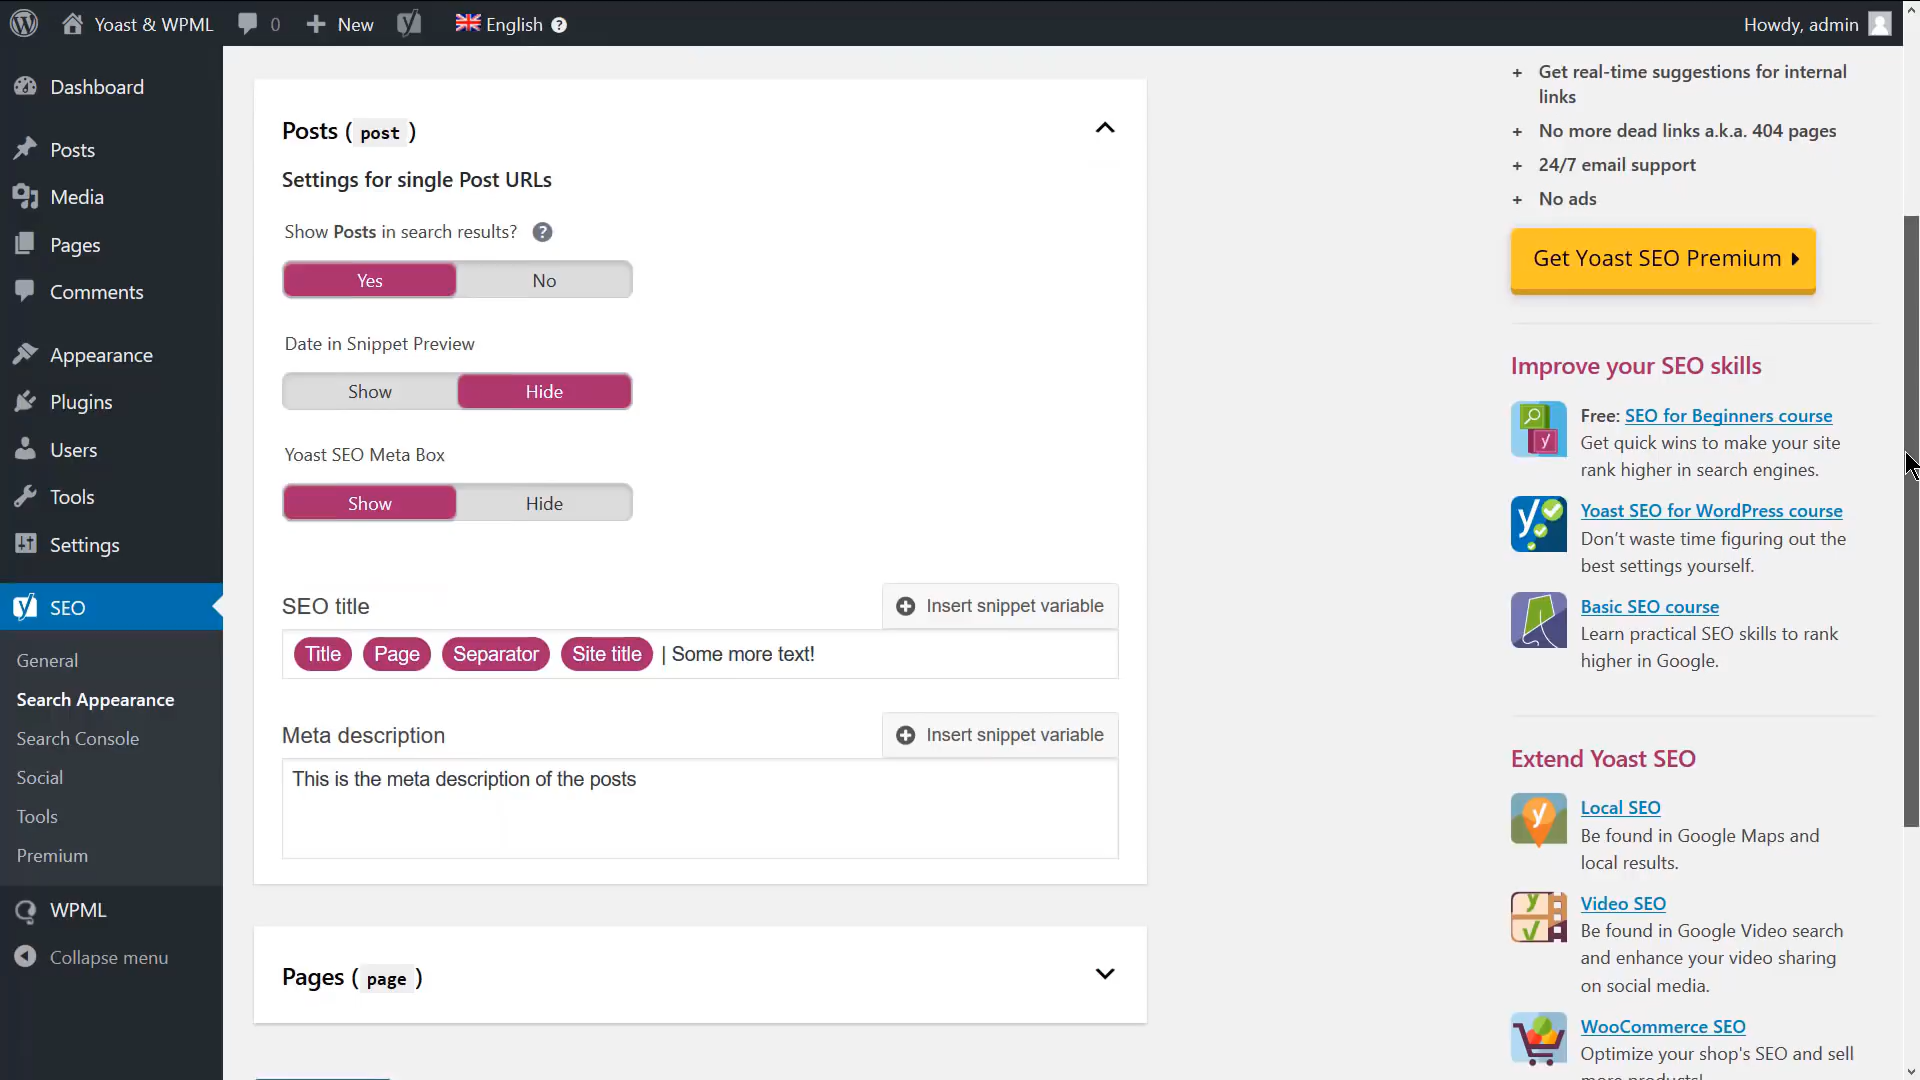 Yoast & WPML
0
New
English
Howdy, admin
Dashboard
Posts
Media
Pages
Comments
Appearance
Plugins
Users
Tools
Settings
SEO
General
Search Appearance
Search Console
Social
Tools
Premium
WPML
Collapse menu
Posts ( post )
Settings for single Post URLs
Show Posts in search results? ?
Yes No
Date in Snippet Preview
Show Hide
Yoast SEO Meta Box
Show Hide
SEO title
Insert snippet variable
Title Page Separator Site title | Some more text!
Meta description
Insert snippet variable
This is the meta description of the posts
Pages ( page )
+ Get real-time suggestions for internal
links
+ No more dead links a.k.a. 404 pages
+ 24/7 email support
+ No ads
Get Yoast SEO Premium
Improve your SEO skills
Free: SEO for Beginners course
Get quick wins to make your site
rank higher in search engines.
Yoast SEO for WordPress course
Don’t waste time figuring out the
best settings yourself.
Basic SEO course
Learn practical SEO skills to rank
higher in Google.
Extend Yoast SEO
Local SEO
Be found in Google Maps and
local results.
Video SEO
Be found in Google Video search
and enhance your video sharing
on social media.
WooCommerce SEO
Optimize your shop's SEO and sell
more products!